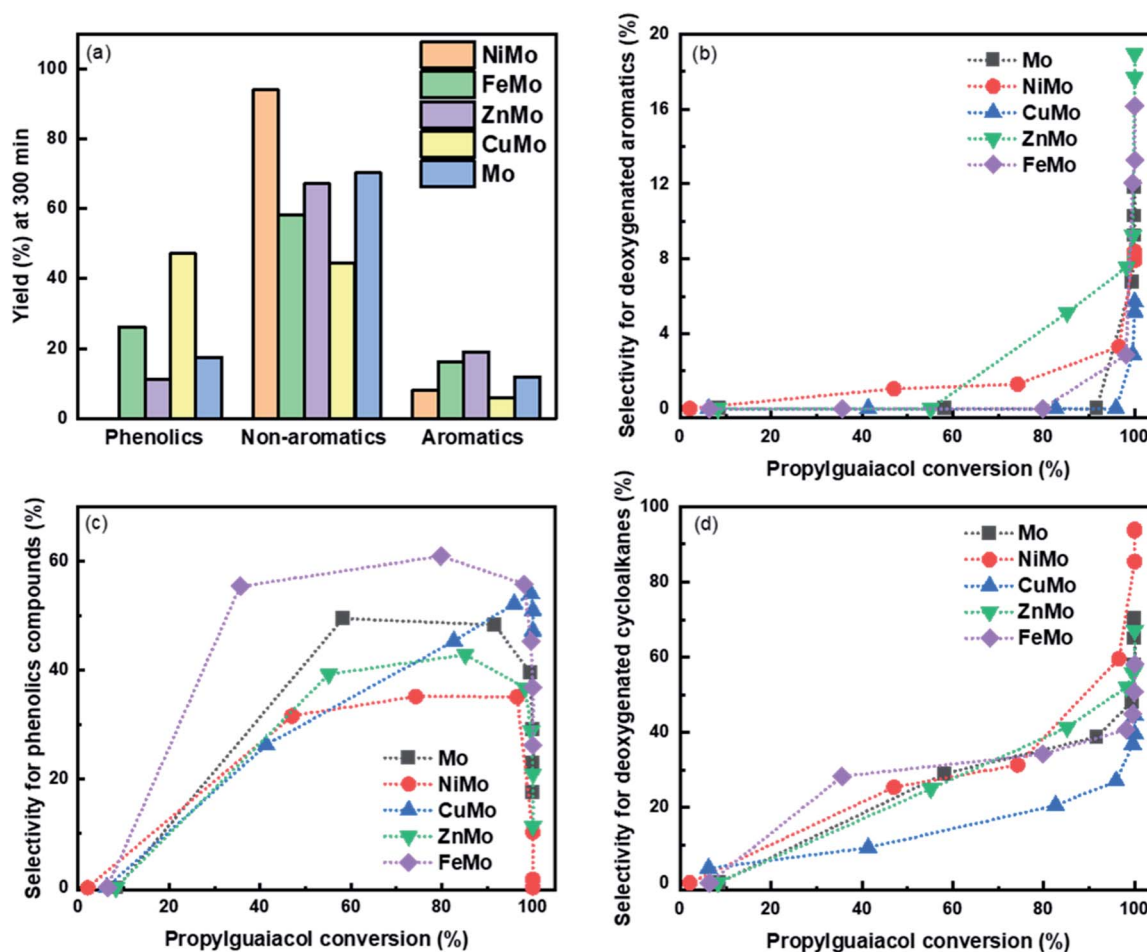 (a)
NiMo
FeMo
ZnMo
CuMo
Mo
Yield (%) at 300 min
100
80
60
40
20
0
Phenolics Non-aromatics Aromatics
(b)
Mo
NiMo
CuMo
ZnMo
FeMo
Selectivity for deoxygenated aromatics (%)
20
16
12
8
4
0
0 20 40 60 80 100
Propylguaiacol conversion (%)
(c)
Mo
NiMo
CuMo
ZnMo
FeMo
Selectivity for phenolics compounds (%)
60
40
20
0
0 20 40 60 80 100
Propylguaiacol conversion (%)
(d)
Mo
NiMo
CuMo
ZnMo
FeMo
Selectivity for deoxygenated cycloalkanes (%)
100
80
60
40
20
0
0 20 40 60 80 100
Propylguaiacol conversion (%)